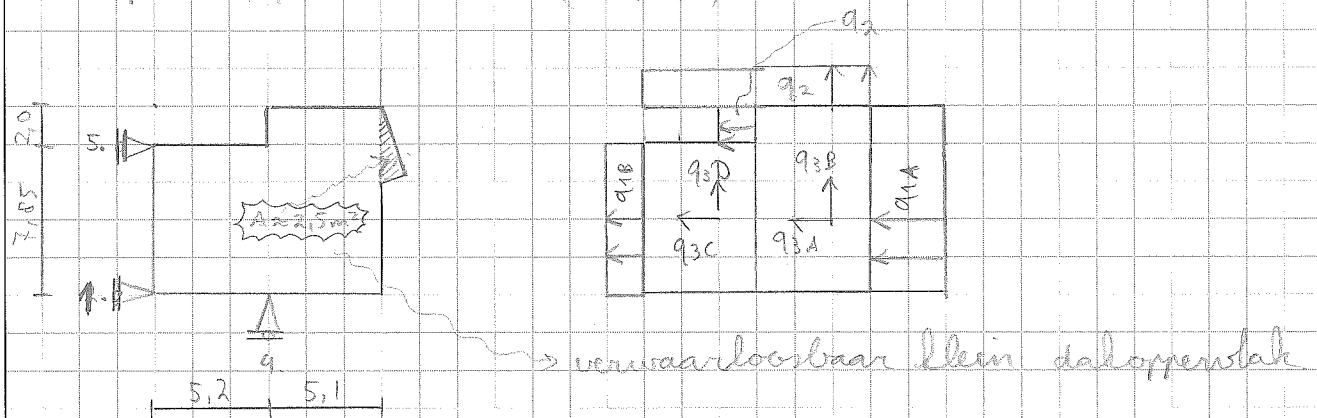 2,0
7,85
5.
1.
A≈2,5m²
a
5,2
5,1
q2
q2
q1B
q3D
q3C
q3B
q3A
q1A
→ verwaarloosbaar klein dakoppervlak